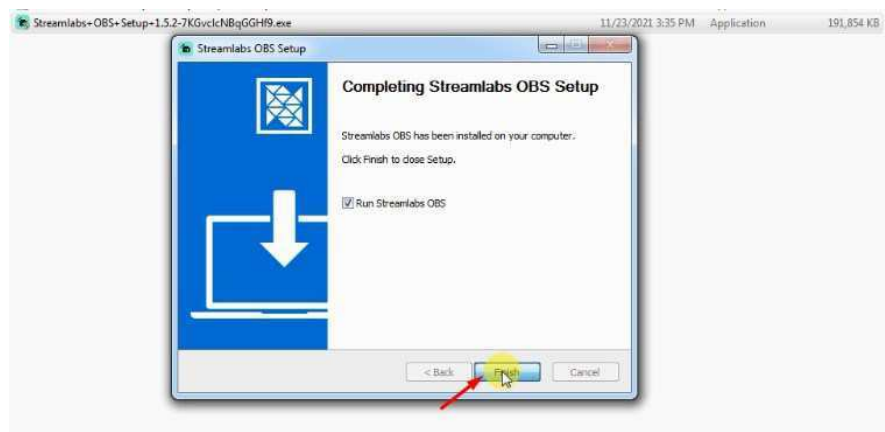 Streamlabs+OBS+Setup+1.5.2-7KGvclcNBqGGHf9.exe 11/23/2021 3:35 PM Application 191,854 KB
Streamlabs OBS Setup
Completing Streamlabs OBS Setup
Streamlabs OBS has been installed on your computer.
Click Finish to close Setup.
Run Streamlabs OBS
< Back Finish Cancel